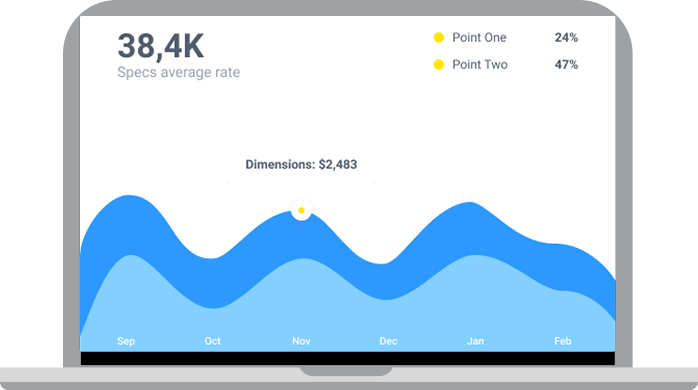 38,4K
Specs average rate
Point One 24%
Point Two 47%
Dimensions: $2,483
Sep Oct Nov Dec Jan Feb